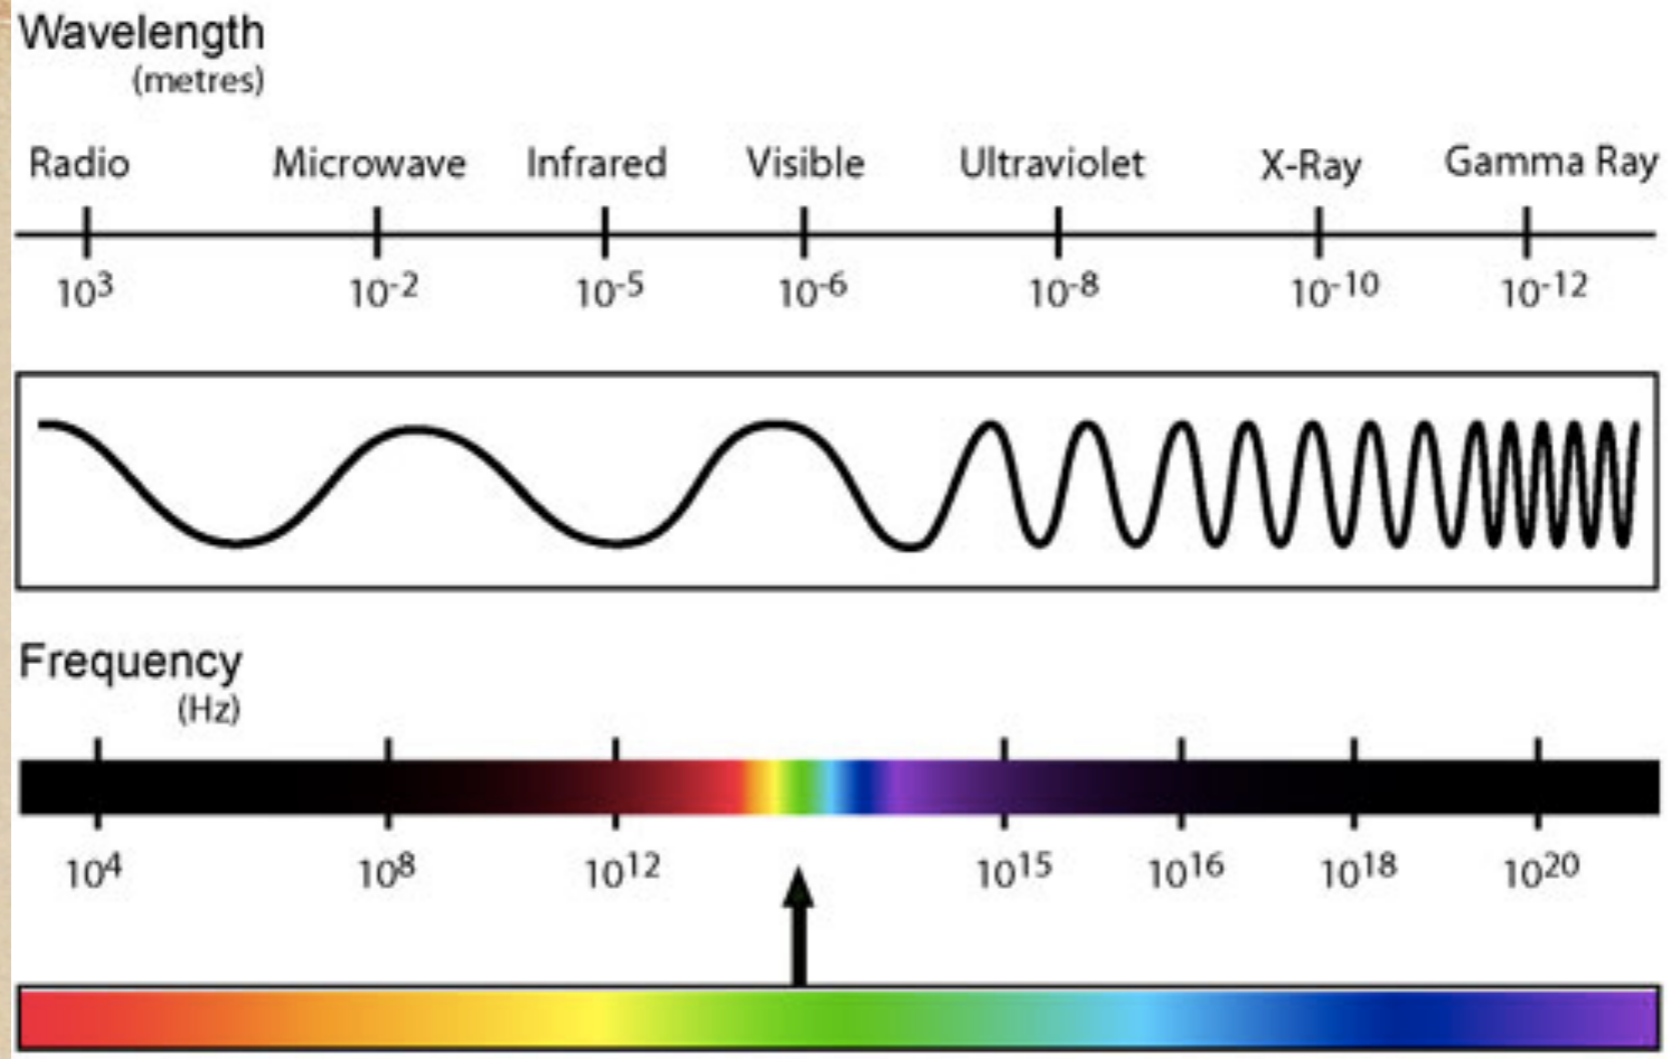 Wavelength
(metres)
Radio Microwave Infrared Visible Ultraviolet X-Ray Gamma Ray
10³ 10⁻² 10⁻⁵ 10⁻⁶ 10⁻⁸ 10⁻¹⁰ 10⁻¹²
Frequency
(Hz)
10⁴ 10⁸ 10¹² 10¹⁵ 10¹⁶ 10¹⁸ 10²⁰